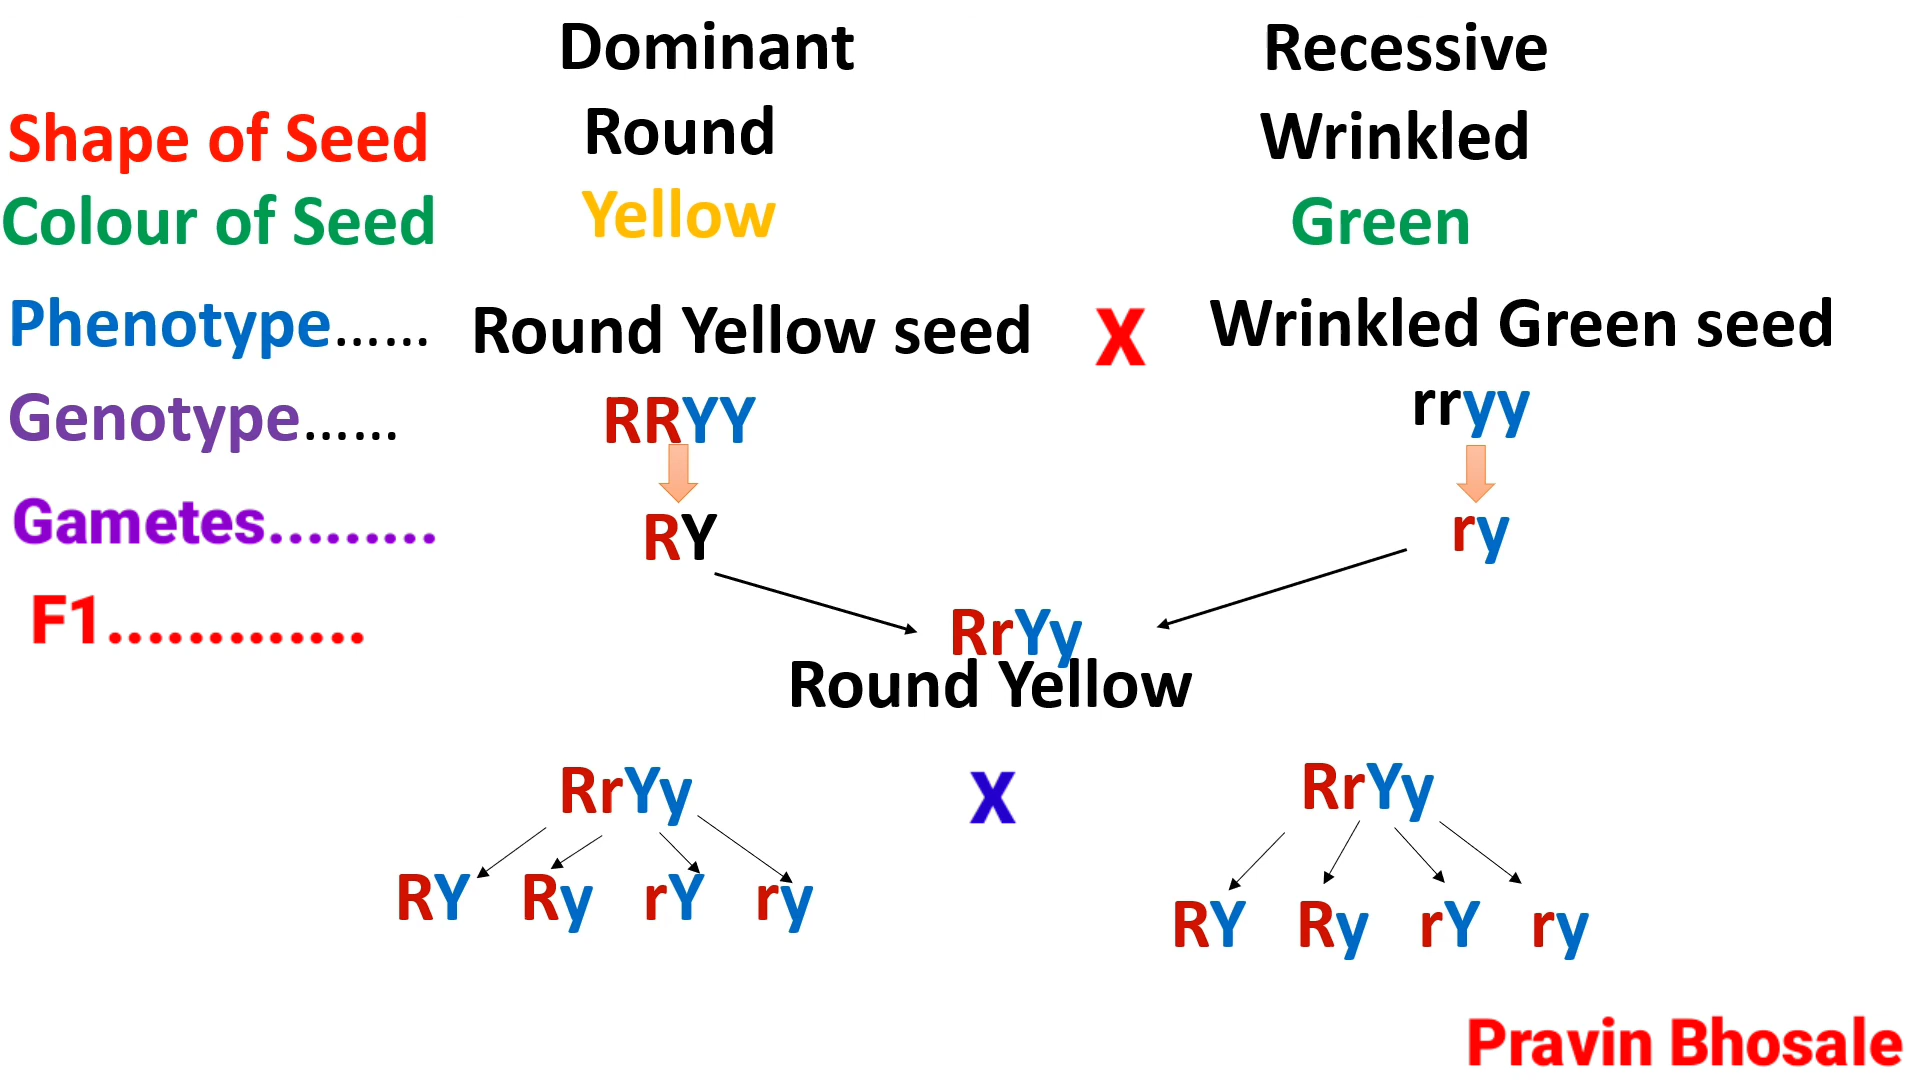 Dominant Recessive
Shape of Seed Round Wrinkled
Colour of Seed Yellow Green
Phenotype...... Round Yellow seed X Wrinkled Green seed
Genotype...... RRYY rryy
Gametes......... RY ry
F1............. RrYy
Round Yellow
RrYy X RrYy
RY Ry rY ry RY Ry rY ry
Pravin Bhosale